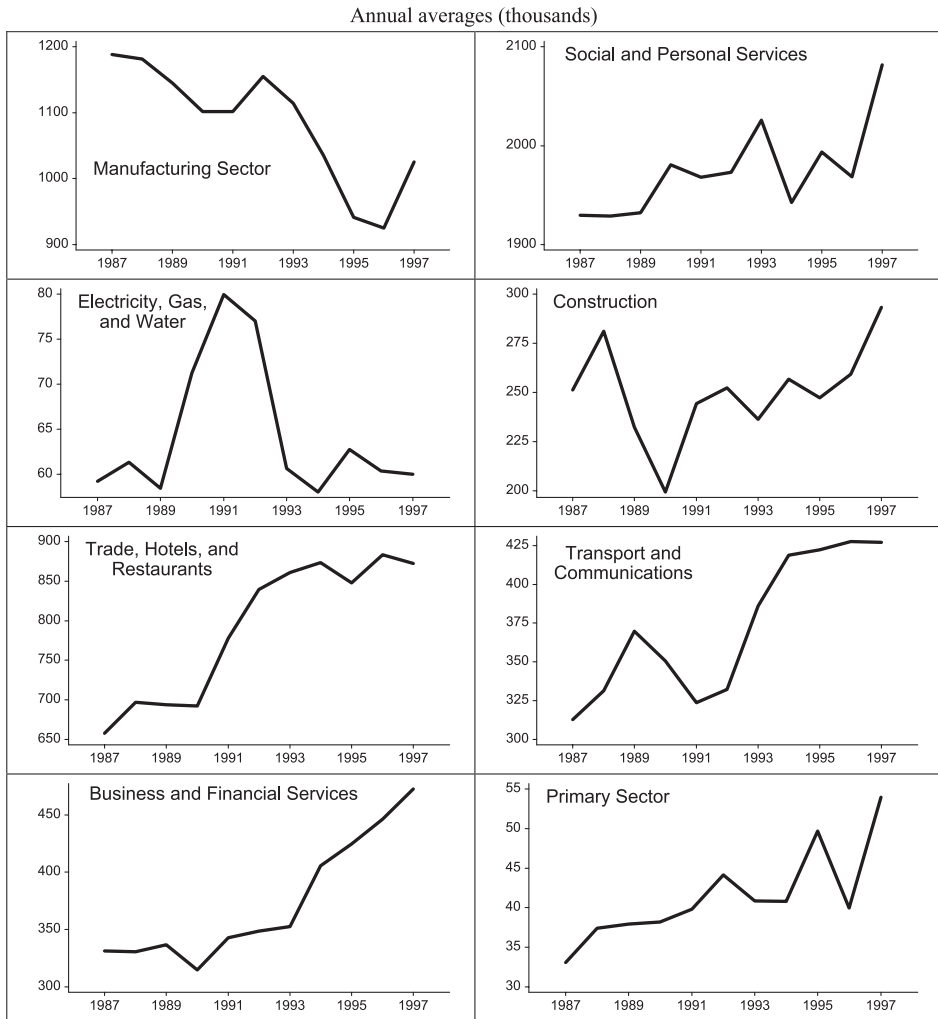 Annual averages (thousands)
1200
1100
1000
900
Manufacturing Sector
1987 1989 1991 1993 1995 1997
2100
2000
1900
Social and Personal Services
1987 1989 1991 1993 1995 1997
80
75
70
65
60
Electricity, Gas,
and Water
1987 1989 1991 1993 1995 1997
300
275
250
225
200
Construction
1987 1989 1991 1993 1995 1997
900
850
800
750
700
650
Trade, Hotels, and
Restaurants
1987 1989 1991 1993 1995 1997
425
400
375
350
325
300
Transport and
Communications
1987 1989 1991 1993 1995 1997
450
400
350
300
Business and Financial Services
1987 1989 1991 1993 1995 1997
55
50
45
40
35
30
Primary Sector
1987 1989 1991 1993 1995 1997